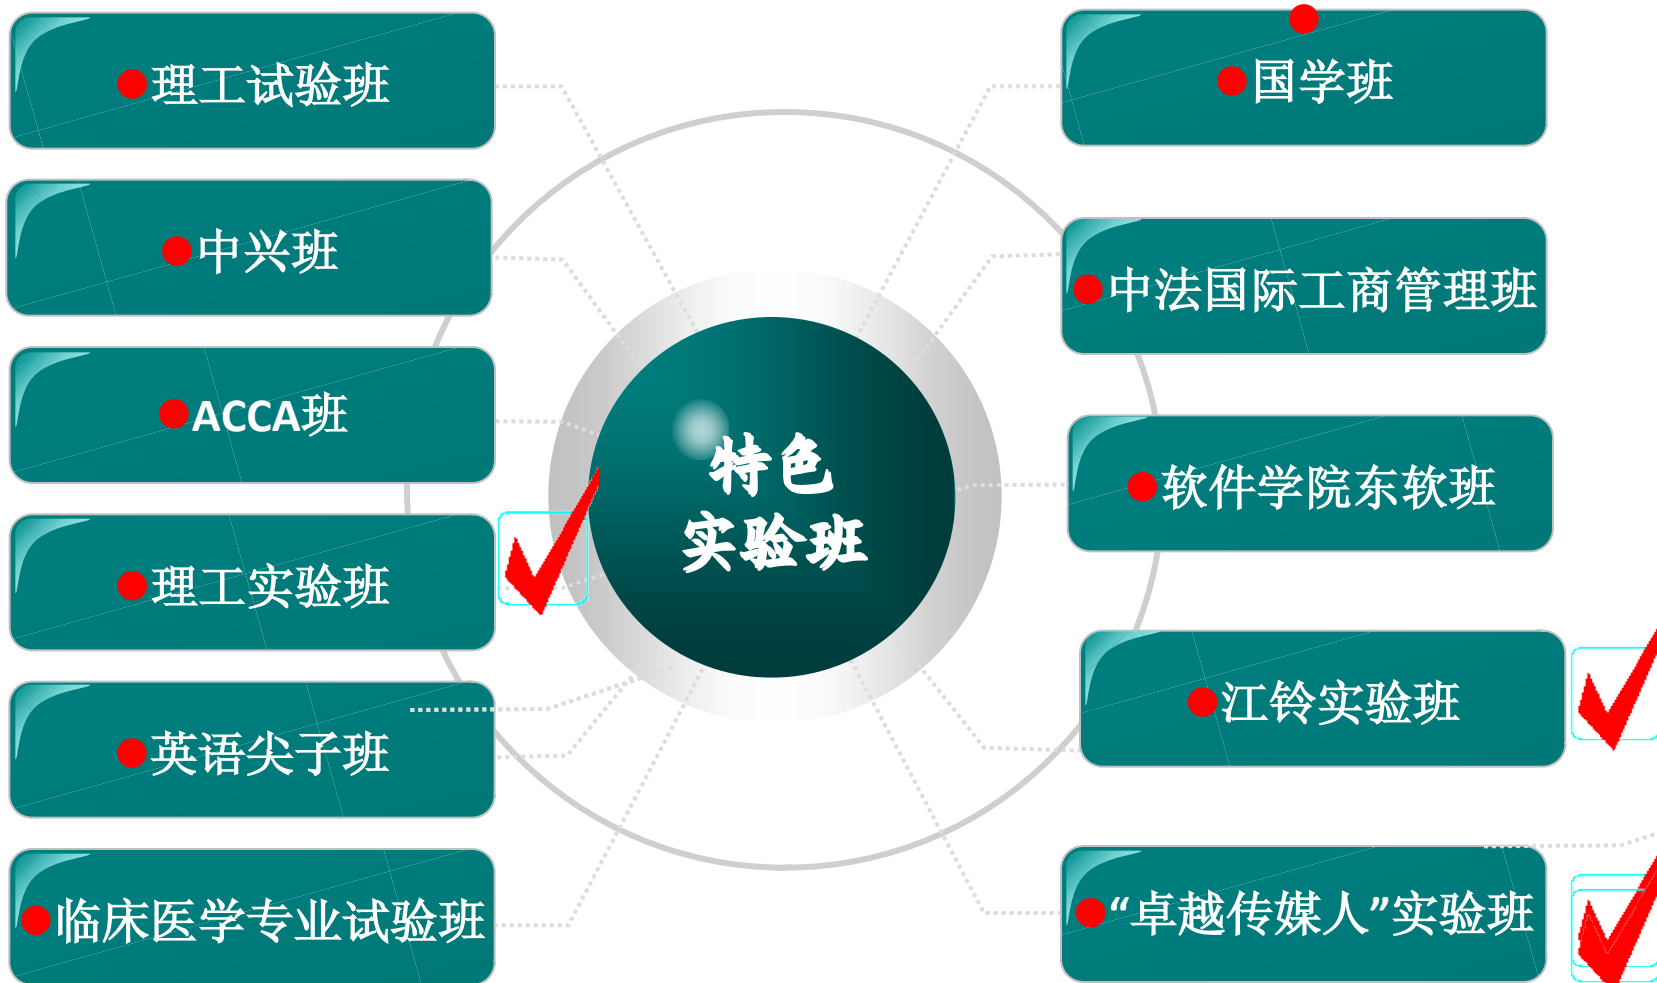 理工试验班
中兴班
ACCA班
理工实验班
英语尖子班
临床医学专业试验班
特色
实验班
国学班
中法国际工商管理班
软件学院东软班
江铃实验班
“卓越传媒人”实验班